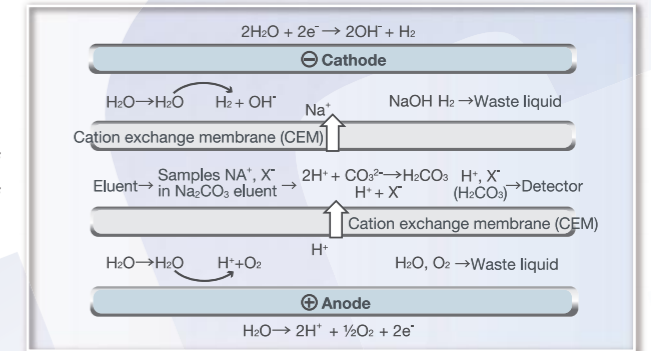 2H₂O + 2e⁻ → 2OH⁻ + H₂
⊖ Cathode
H₂O→H₂O H₂ + OH⁻ Na⁺ NaOH H₂ →Waste liquid
Cation exchange membrane (CEM)
Eluent→ Samples NA⁺, X⁻ in Na₂CO₃ eluent → 2H⁺ + CO₃²⁻→H₂CO₃ H⁺ + X⁻ H⁺, X⁻ (H₂CO₃) →Detector
Cation exchange membrane (CEM)
H⁺
H₂O→H₂O H⁺+O₂ H₂O, O₂ →Waste liquid
⊕ Anode
H₂O→ 2H⁺ + ½O₂ + 2e⁻